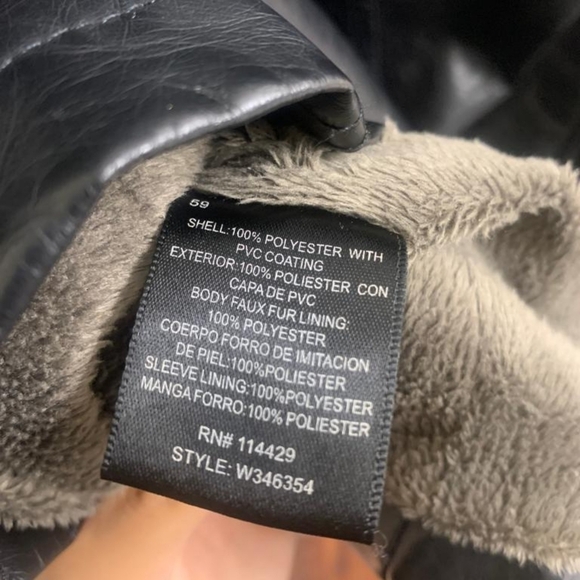 59
SHELL:100% POLYESTER WITH
PVC COATING
EXTERIOR:100% POLIESTER CON
CAPA DE PVC
BODY FAUX FUR LINING:
100% POLYESTER
CUERPO FORRO DE IMITACION
DE PIEL:100% POLIESTER
SLEEVE LINING:100% POLYESTER
MANGA FORRO:100% POLIESTER
RN# 114429
STYLE: W346354